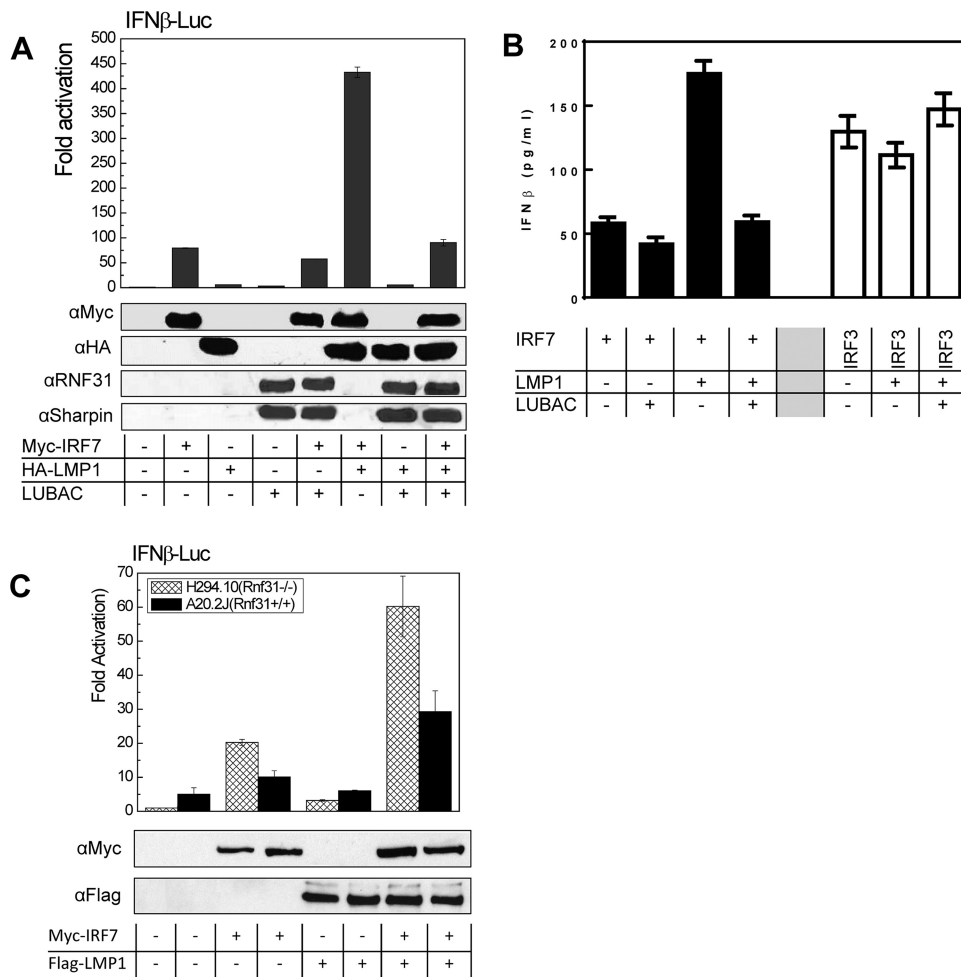 A
IFNβ-Luc
Fold activation
500
450
400
350
300
250
200
150
100
50
0
αMyc
αHA
αRNF31
αSharpin
Myc-IRF7 - + - - + + - +
HA-LMP1 - - + - - + + +
LUBAC - - - + + - + +
B
IFNβ (pg/ml)
200
150
100
50
0
IRF7 + + + + IRF3 IRF3 IRF3
LMP1 - - + + - + +
LUBAC - + - + - - +
C
IFNβ-Luc
Fold Activation)
70
60
50
40
30
20
10
0
H294.10(Rnf31-/-)
A20.2J(Rnf31+/+)
αMyc
αFlag
Myc-IRF7 - - + + - - + +
Flag-LMP1 - - - - + + + +